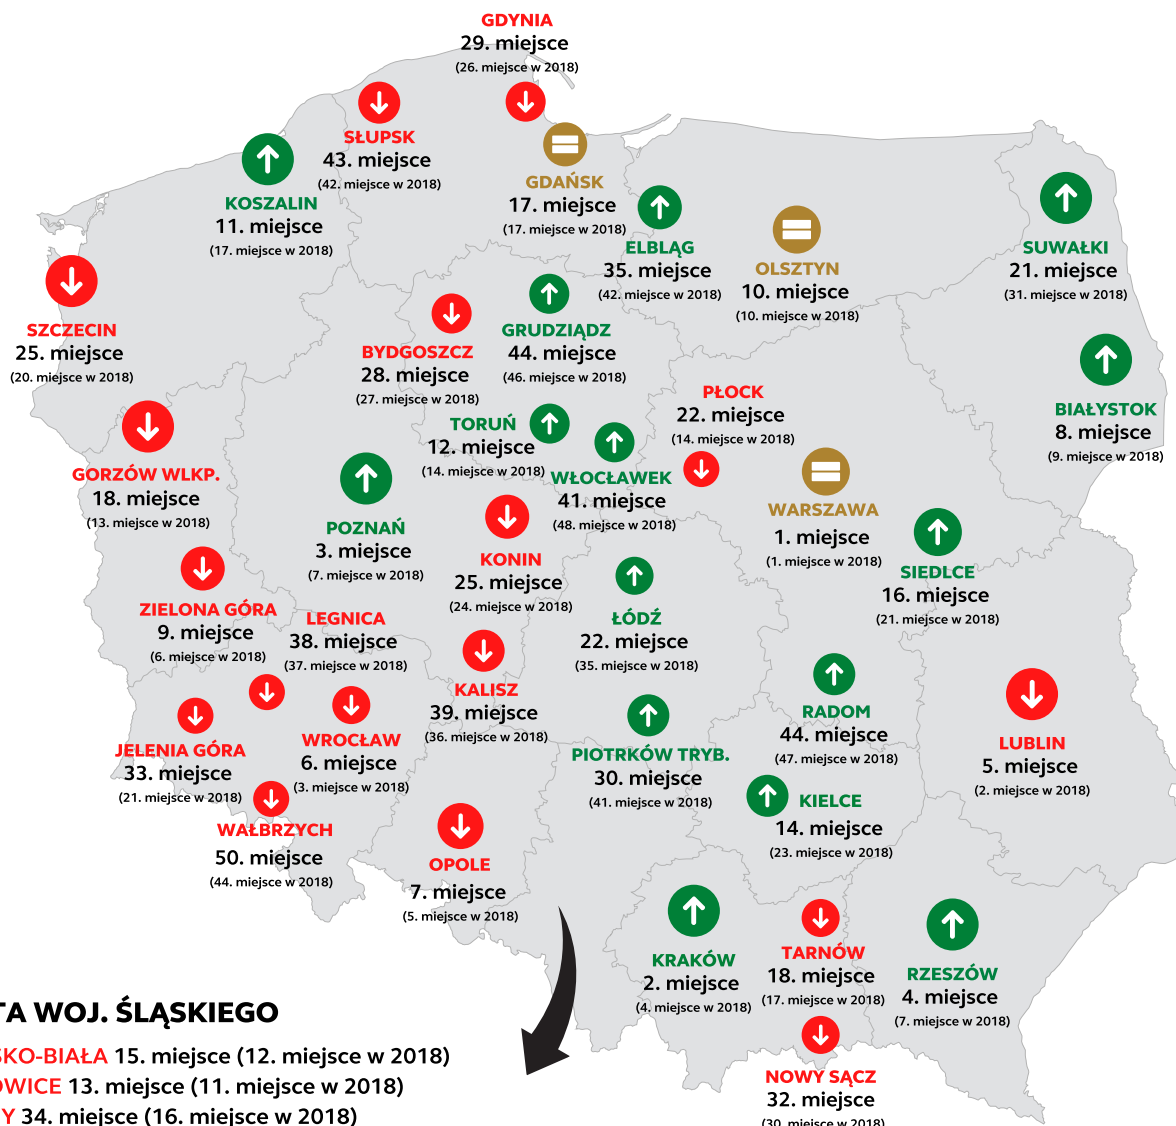 GDYNIA
29. miejsce
(26. miejsce w 2018)
SŁUPSK
43. miejsce
(42. miejsce w 2018)
GDAŃSK
17. miejsce
(17. miejsce w 2018)
KOSZALIN
11. miejsce
(17. miejsce w 2018)
ELBLĄG
35. miejsce
(42. miejsce w 2018)
OLSZTYN
10. miejsce
(10. miejsce w 2018)
SUWAŁKI
21. miejsce
(31. miejsce w 2018)
SZCZECIN
25. miejsce
(20. miejsce w 2018)
BYDGOSZCZ
28. miejsce
(27. miejsce w 2018)
GRUDZIĄDZ
44. miejsce
(46. miejsce w 2018)
PŁOCK
22. miejsce
(14. miejsce w 2018)
BIAŁYSTOK
8. miejsce
(9. miejsce w 2018)
TORUŃ
12. miejsce
(14. miejsce w 2018)
GORZÓW WLKP.
18. miejsce
(13. miejsce w 2018)
WŁOCŁAWEK
41. miejsce
(48. miejsce w 2018)
WARSZAWA
1. miejsce
(1. miejsce w 2018)
POZNAŃ
3. miejsce
(7. miejsce w 2018)
KONIN
25. miejsce
(24. miejsce w 2018)
SIEDLCE
16. miejsce
(21. miejsce w 2018)
ZIELONA GÓRA
9. miejsce
(6. miejsce w 2018)
LEGNICA
38. miejsce
(37. miejsce w 2018)
ŁÓDŹ
22. miejsce
(35. miejsce w 2018)
KALISZ
39. miejsce
(36. miejsce w 2018)
RADOM
44. miejsce
(47. miejsce w 2018)
JELENIA GÓRA
33. miejsce
(21. miejsce w 2018)
WROCŁAW
6. miejsce
(3. miejsce w 2018)
PIOTRKÓW TRYB.
30. miejsce
(41. miejsce w 2018)
LUBLIN
5. miejsce
(2. miejsce w 2018)
KIELCE
14. miejsce
(23. miejsce w 2018)
WAŁBRZYCH
50. miejsce
(44. miejsce w 2018)
OPOLE
7. miejsce
(5. miejsce w 2018)
KRAKÓW
2. miejsce
(4. miejsce w 2018)
TARNÓW
18. miejsce
(17. miejsce w 2018)
RZESZÓW
4. miejsce
(7. miejsce w 2018)
NOWY SĄCZ
32. miejsce
(30. miejsce w 2018)
TA WOJ. ŚLĄSKIEGO
SKO-BIAŁA 15. miejsce (12. miejsce w 2018)
OWICE 13. miejsce (11. miejsce w 2018)
Y 34. miejsce (16. miejsce w 2018)